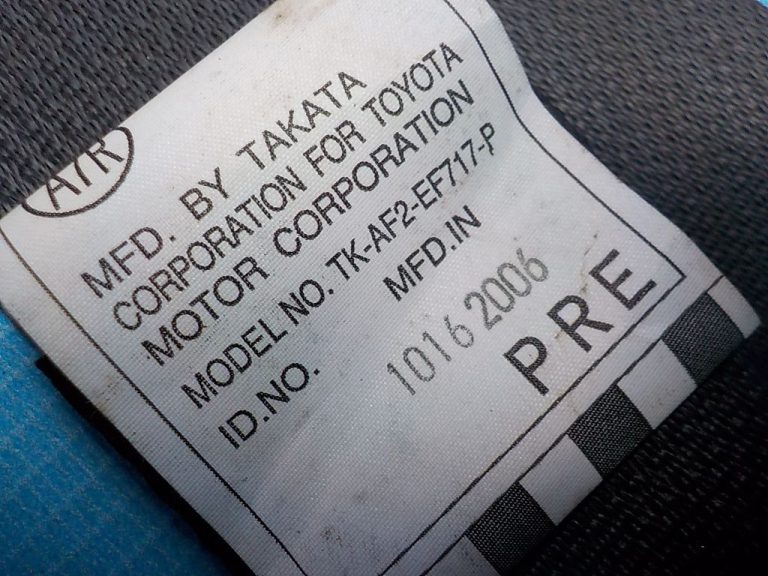 A7R
MFD. BY TAKATA
CORPORATION FOR TOYOTA
MOTOR CORPORATION
MODEL NO. TK-AF2-EF717-P
ID.NO. MFD.IN
1016 2006
PRE